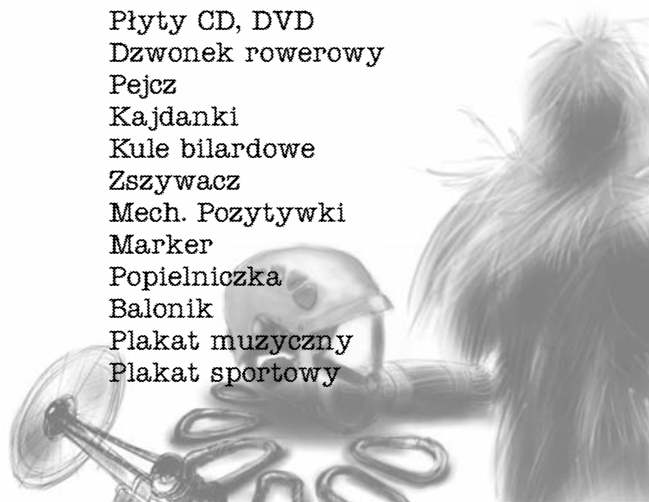 Płyty CD, DVD
Dzwonek rowerowy
Pejcz
Kajdanki
Kule bilardowe
Zszywacz
Mech. Pozytywki
Marker
Popielniczka
Balonik
Plakat muzyczny
Plakat sportowy